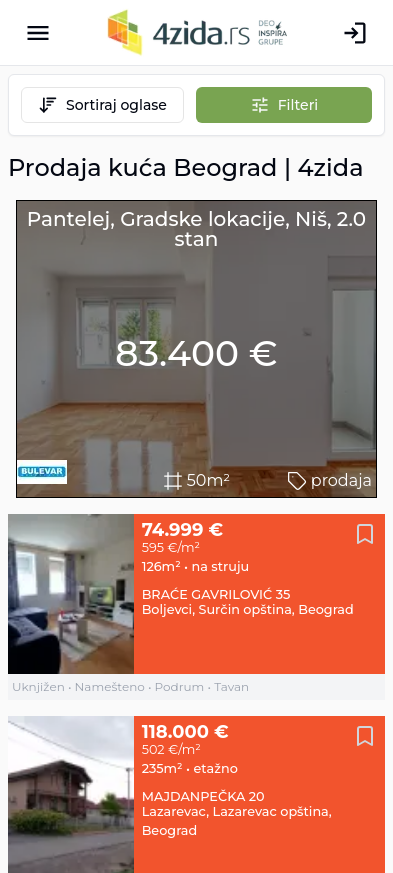 4zida.rs DEO INSPIRA GRUPE
Sortiraj oglase
Filteri
Prodaja kuća Beograd | 4zida
Pantelej, Gradske lokacije, Niš, 2.0
stan
83.400 €
BULEVAR
50m²
prodaja
74.999 €
595 €/m²
126m² • na struju
BRAĆE GAVRILOVIĆ 35
Boljevci, Surčin opština, Beograd
Uknjižen • Namešteno • Podrum • Tavan
118.000 €
502 €/m²
235m² • etažno
MAJDANPEČKA 20
Lazarevac, Lazarevac opština,
Beograd